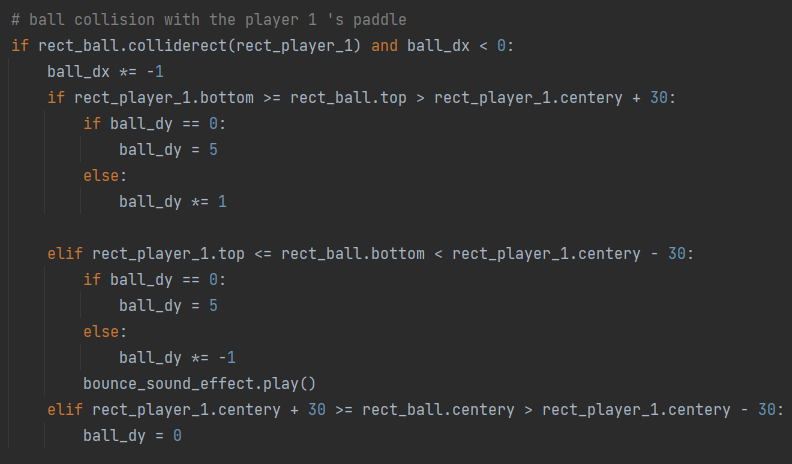 # ball collision with the player 1 's paddle
if rect_ball.colliderect(rect_player_1) and ball_dx < 0:
    ball_dx *= -1
    if rect_player_1.bottom >= rect_ball.top > rect_player_1.centery + 30:
        if ball_dy == 0:
            ball_dy = 5
        else:
            ball_dy *= 1

    elif rect_player_1.top <= rect_ball.bottom < rect_player_1.centery - 30:
        if ball_dy == 0:
            ball_dy = 5
        else:
            ball_dy *= -1
        bounce_sound_effect.play()
    elif rect_player_1.centery + 30 >= rect_ball.centery > rect_player_1.centery - 30:
        ball_dy = 0